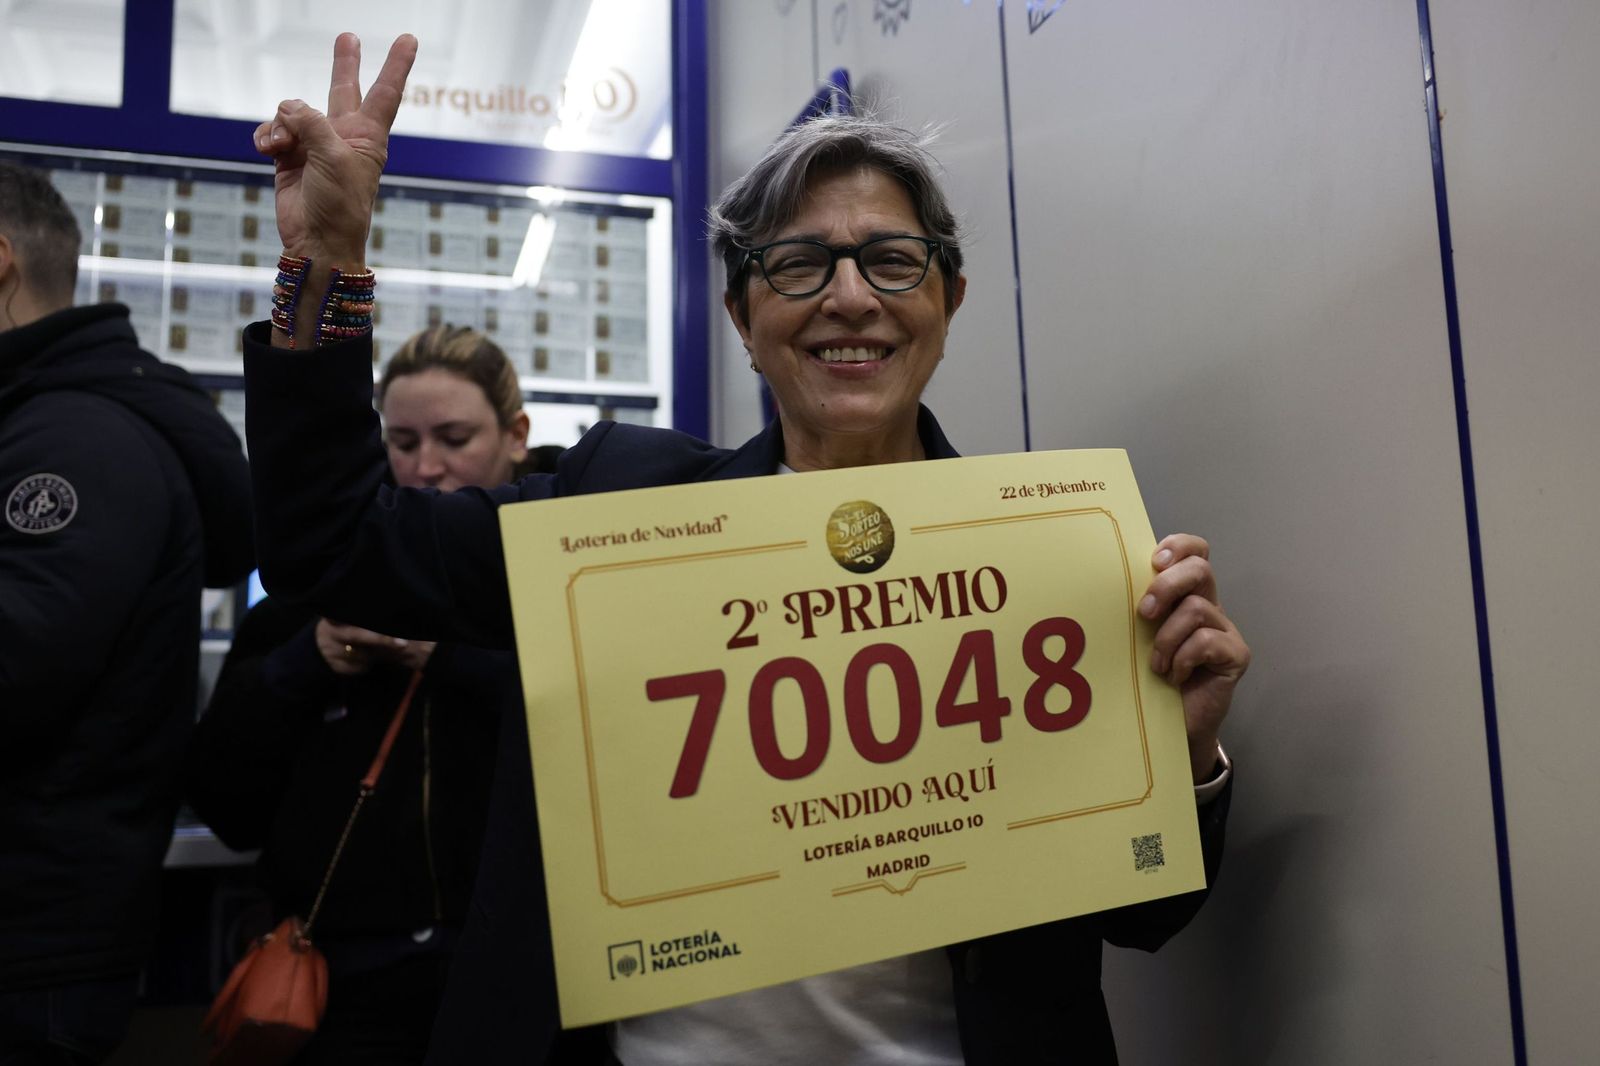 Barquillo 10
Lotería de Navidad
22 de Diciembre
EL
SORTEO
NOS UNE
2º PREMIO
70048
VENDIDO AQUÍ
LOTERÍA BARQUILLO 10
MADRID
LOTERÍA
NACIONAL